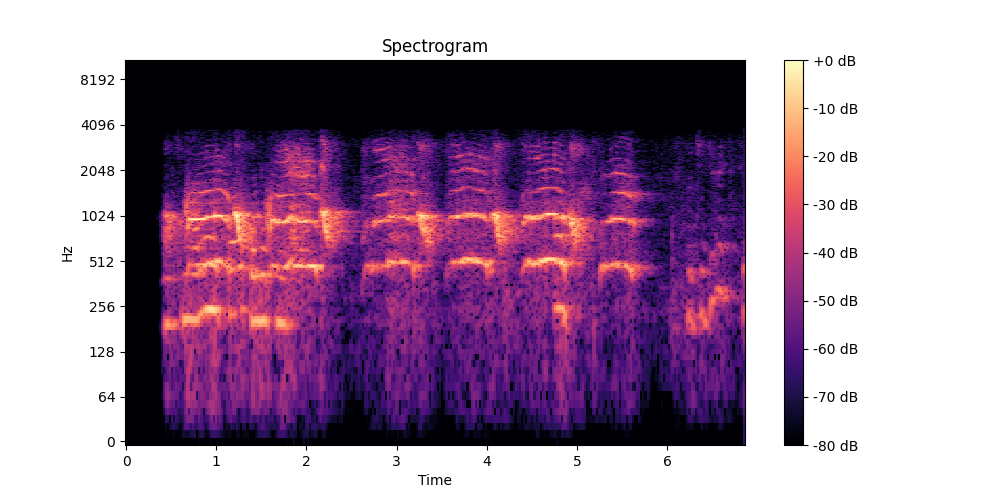 Spectrogram
8192
4096
2048
1024
512
256
128
64
0
Hz
0 1 2 3 4 5 6
Time
+0 dB
-10 dB
-20 dB
-30 dB
-40 dB
-50 dB
-60 dB
-70 dB
-80 dB